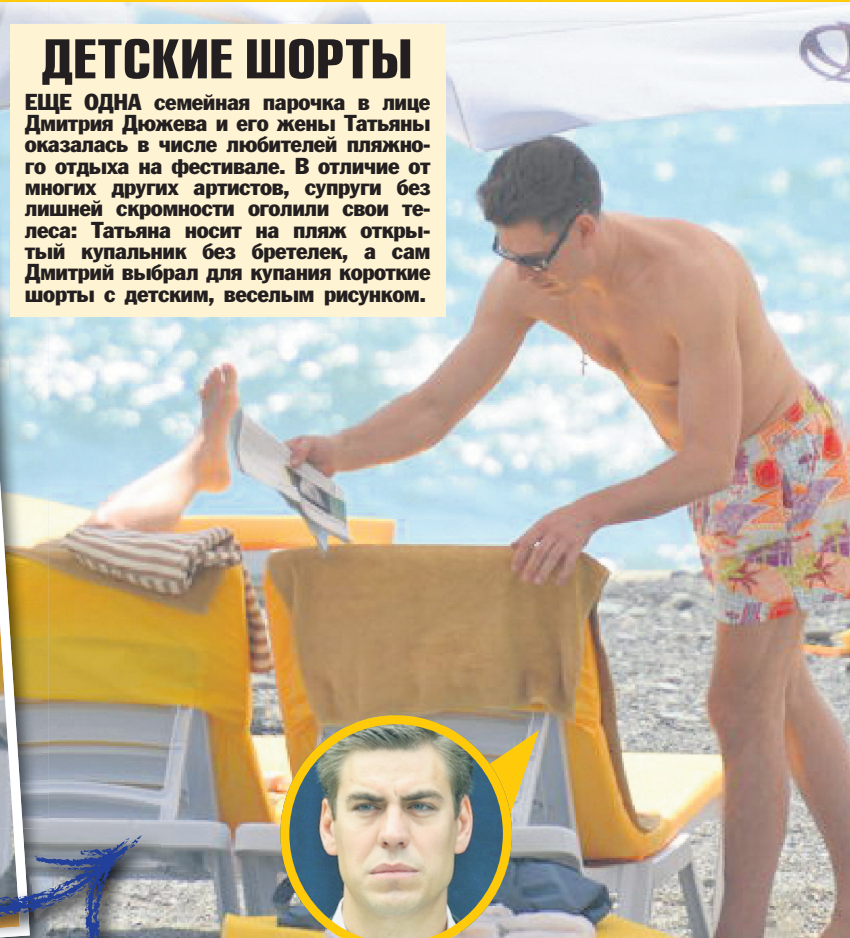 ДЕТСКИЕ ШОРТЫ
ЕЩЕ ОДНА семейная парочка в лице
Дмитрия Дюжева и его жены Татьяны
оказалась в числе любителей пляжно-
го отдыха на фестивале. В отличие от
многих других артистов, супруги без
лишней скромности оголили свои те-
леса: Татьяна носит на пляж откры-
тый купальник без бретелек, а сам
Дмитрий выбрал для купания короткие
шорты с детским, веселым рисунком.